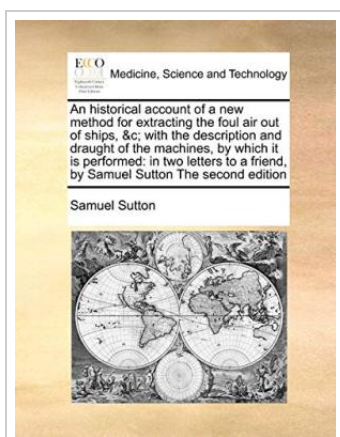 ECCO
Medicine, Science and Technology
An historical account of a new
method for extracting the foul air out
of ships, &c; with the description and
draught of the machines, by which it
is performed: in two letters to a friend,
by Samuel Sutton The second edition
Samuel Sutton